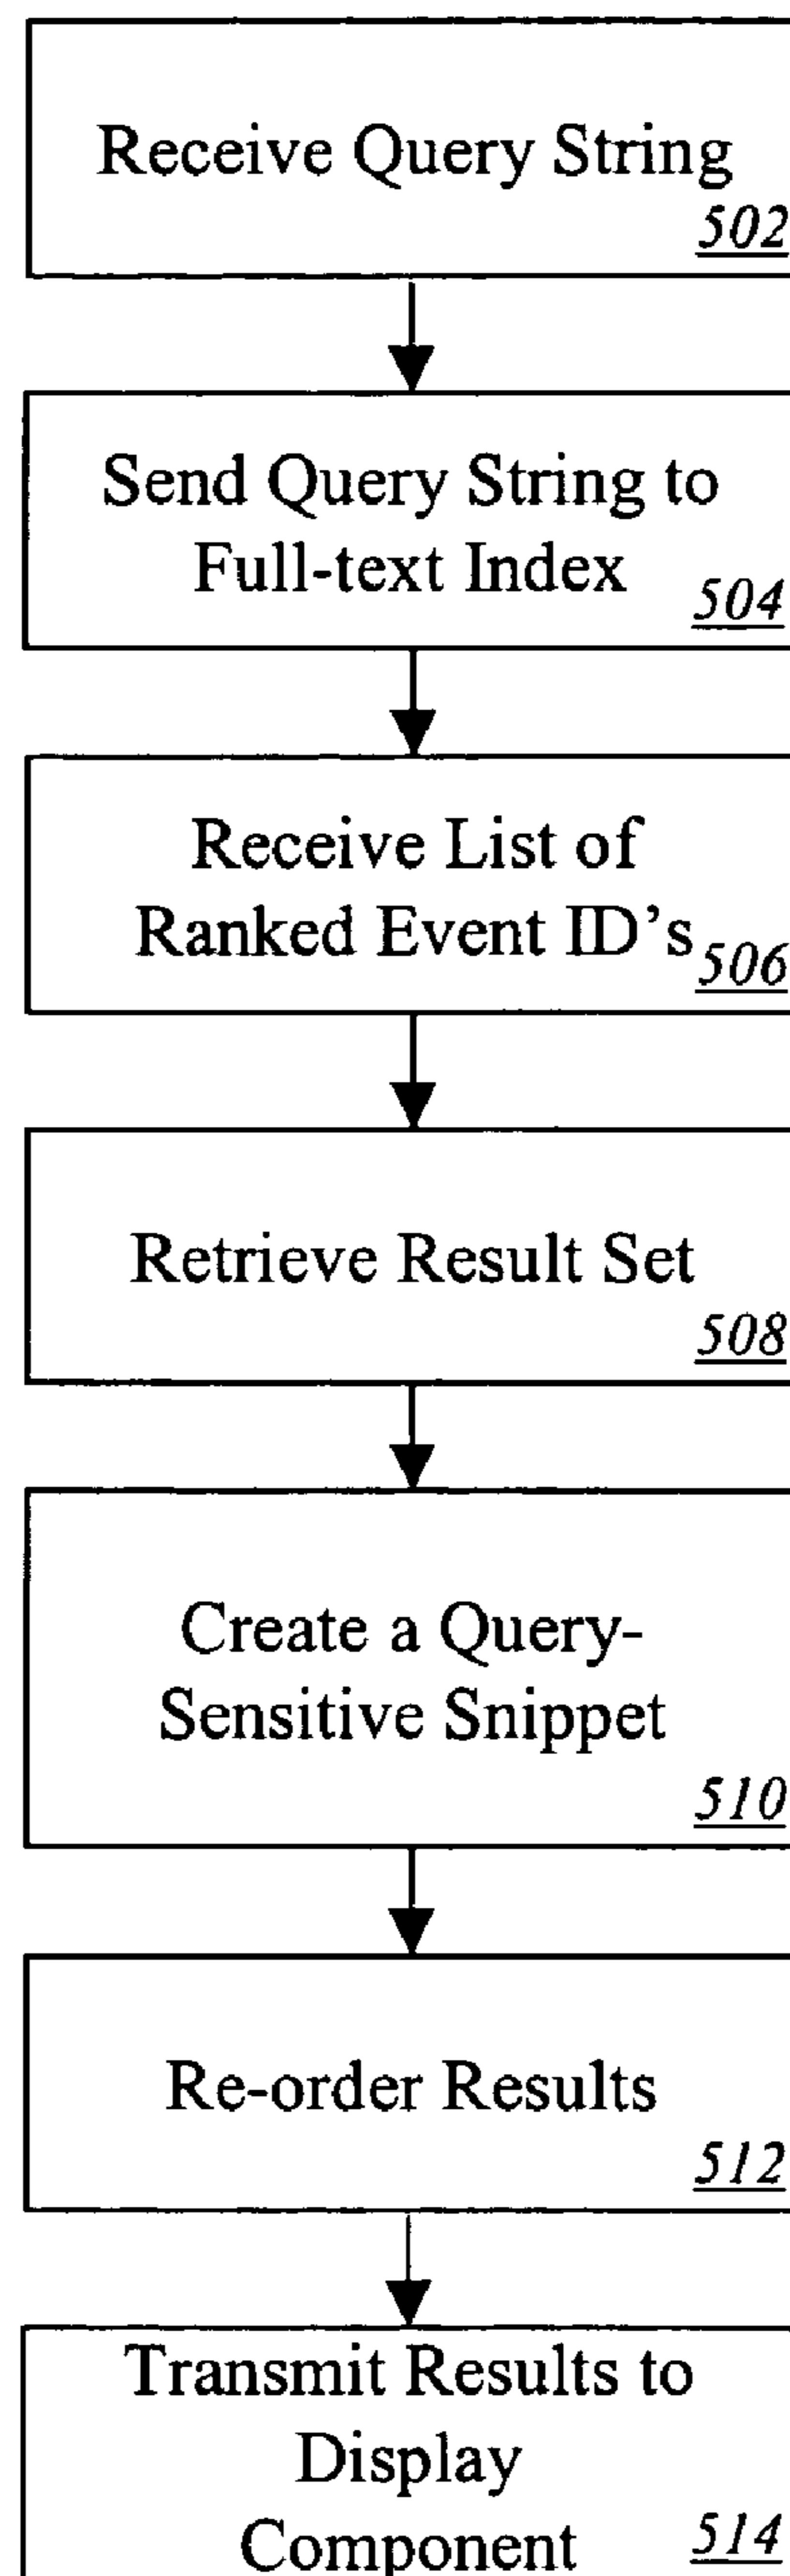 Receive Query String
502
Send Query String to
Full-text Index
504
Receive List of
Ranked Event ID's
506
Retrieve Result Set
508
Create a Query-
Sensitive Snippet
510
Re-order Results
512
Transmit Results to
Display
Component
514